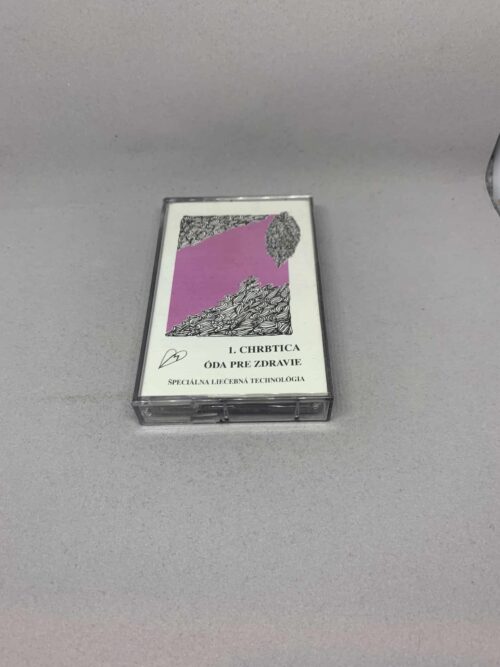 1. CHRBTICA
ÓDA PRE ZDRAVIE
ŠPECIÁLNA LIEČEBNÁ TECHNOLÓGIA